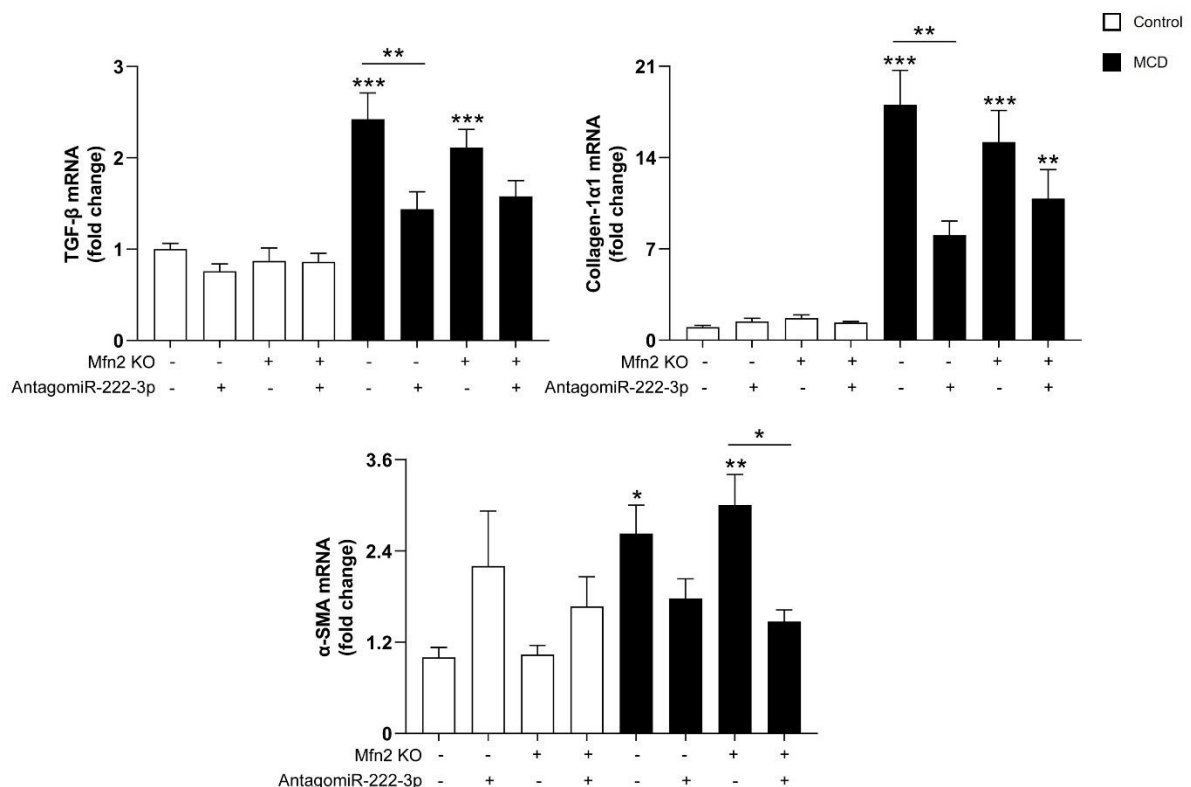 Control
MCD
TGF-β mRNA
(fold change)
3
2
1
0
**
***
***
Mfn2 KO - - + + - - + +
AntagomiR-222-3p - + - + - + - +
Collagen-1α1 mRNA
(fold change)
21
14
7
0
**
***
***
**
Mfn2 KO - - + + - - + +
AntagomiR-222-3p - + - + - + - +
α-SMA mRNA
(fold change)
3.6
2.4
1.2
0
*
*
**
Mfn2 KO - - + + - - + +
AntagomiR-222-3p - + - + - + - +